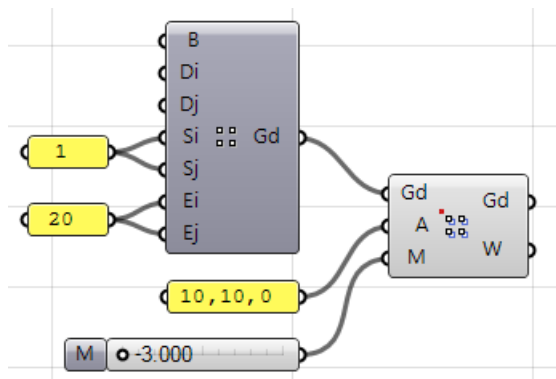 B
Di
Dj
Si Gd
Sj
Ei
Ej
1
20
10,10,0
M -3.000
Gd Gd
A
M W